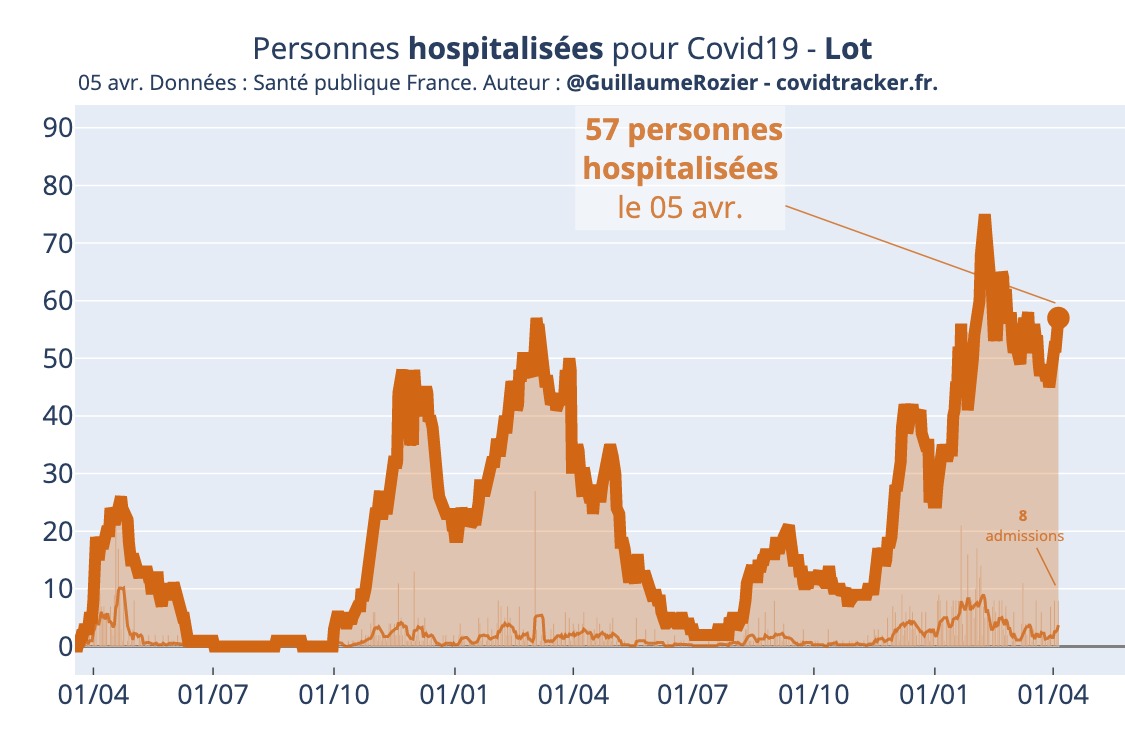 Personnes hospitalisées pour Covid19 - Lot
05 avr. Données : Santé publique France. Auteur : @GuillaumeRozier - covidtracker.fr.
57 personnes
hospitalisées
le 05 avr.
90
80
70
60
50
40
30
20
10
0
8
admissions
01/04 01/07 01/10 01/01 01/04 01/07 01/10 01/01 01/04